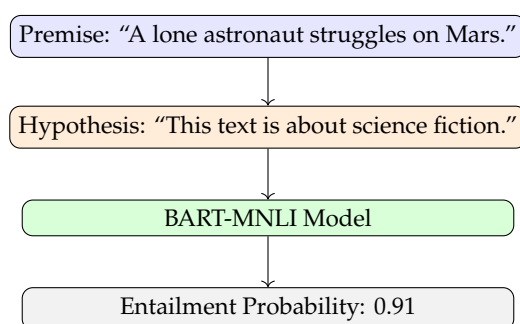 Premise: “A lone astronaut struggles on Mars.”
Hypothesis: “This text is about science fiction.”
BART-MNLI Model
Entailment Probability: 0.91